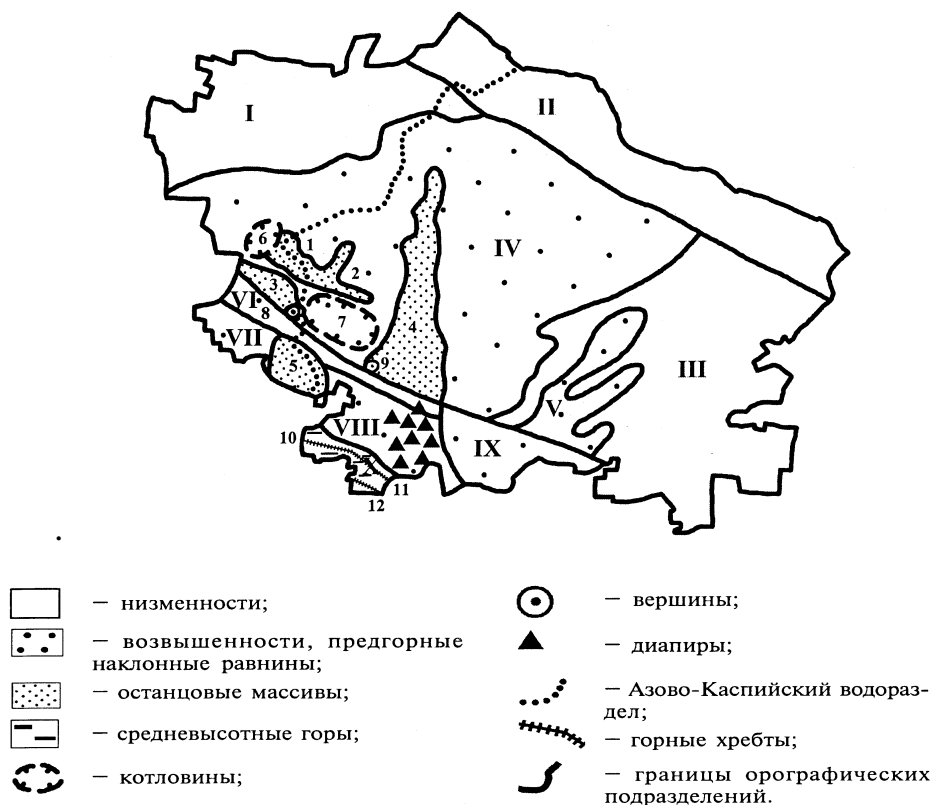 I
II
1
6
IV
2
3
VI
8
7
4
VII
9
5
III
V
VIII
IX
10
X
11
12
– низменности;
– возвышенности, предгорные
наклонные равнины;
– останцовые массивы;
– средневысотные горы;
– котловины;
– вершины;
– диапиры;
– Азово-Каспийский водораз-
дел;
– горные хребты;
– границы орографических
подразделений.